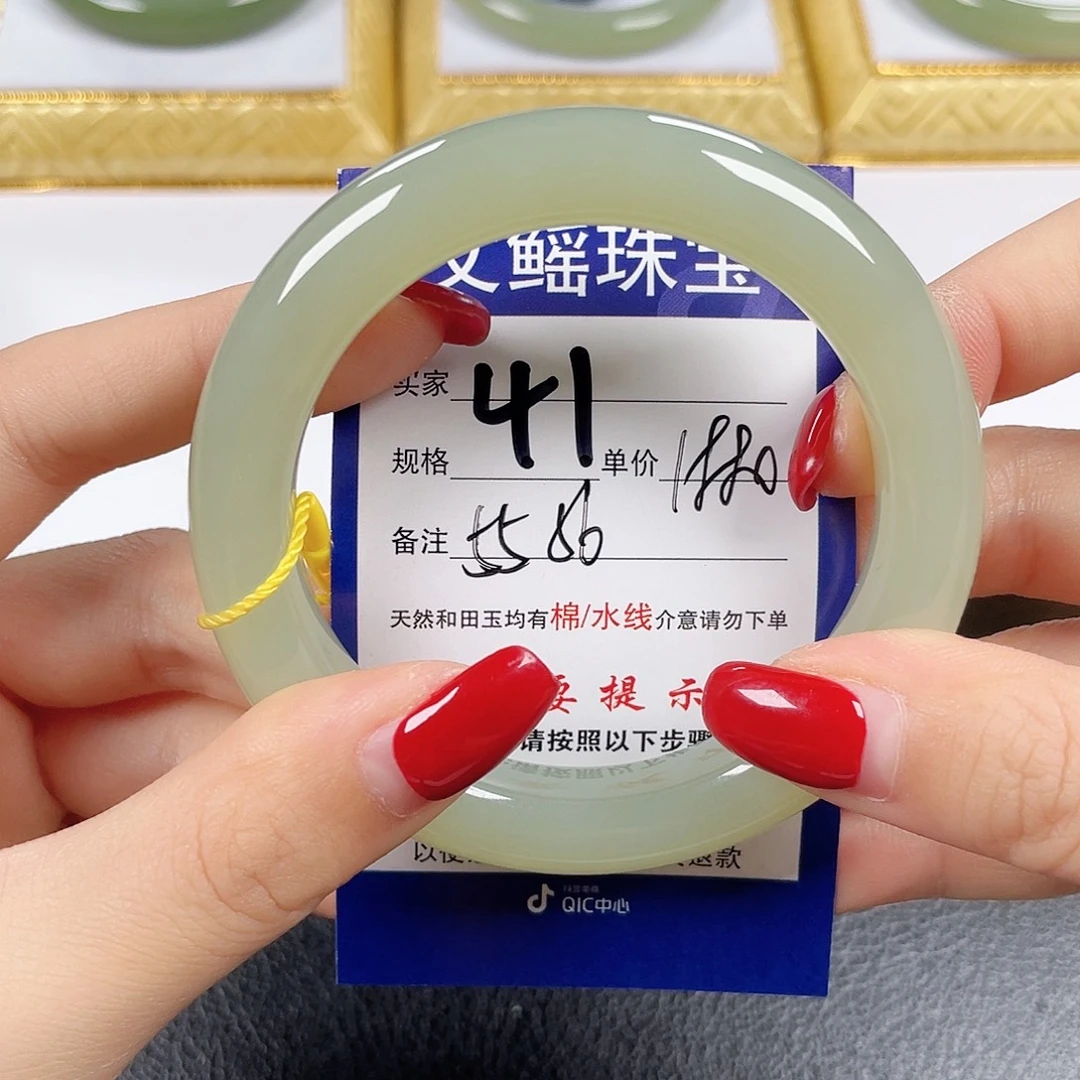 鳐珠宝
买家 41
规格 单价
备注 5586
天然和田玉均有棉/水线介意请勿下单
要提示
请按照以下步骤
以便 退款
QIC中心